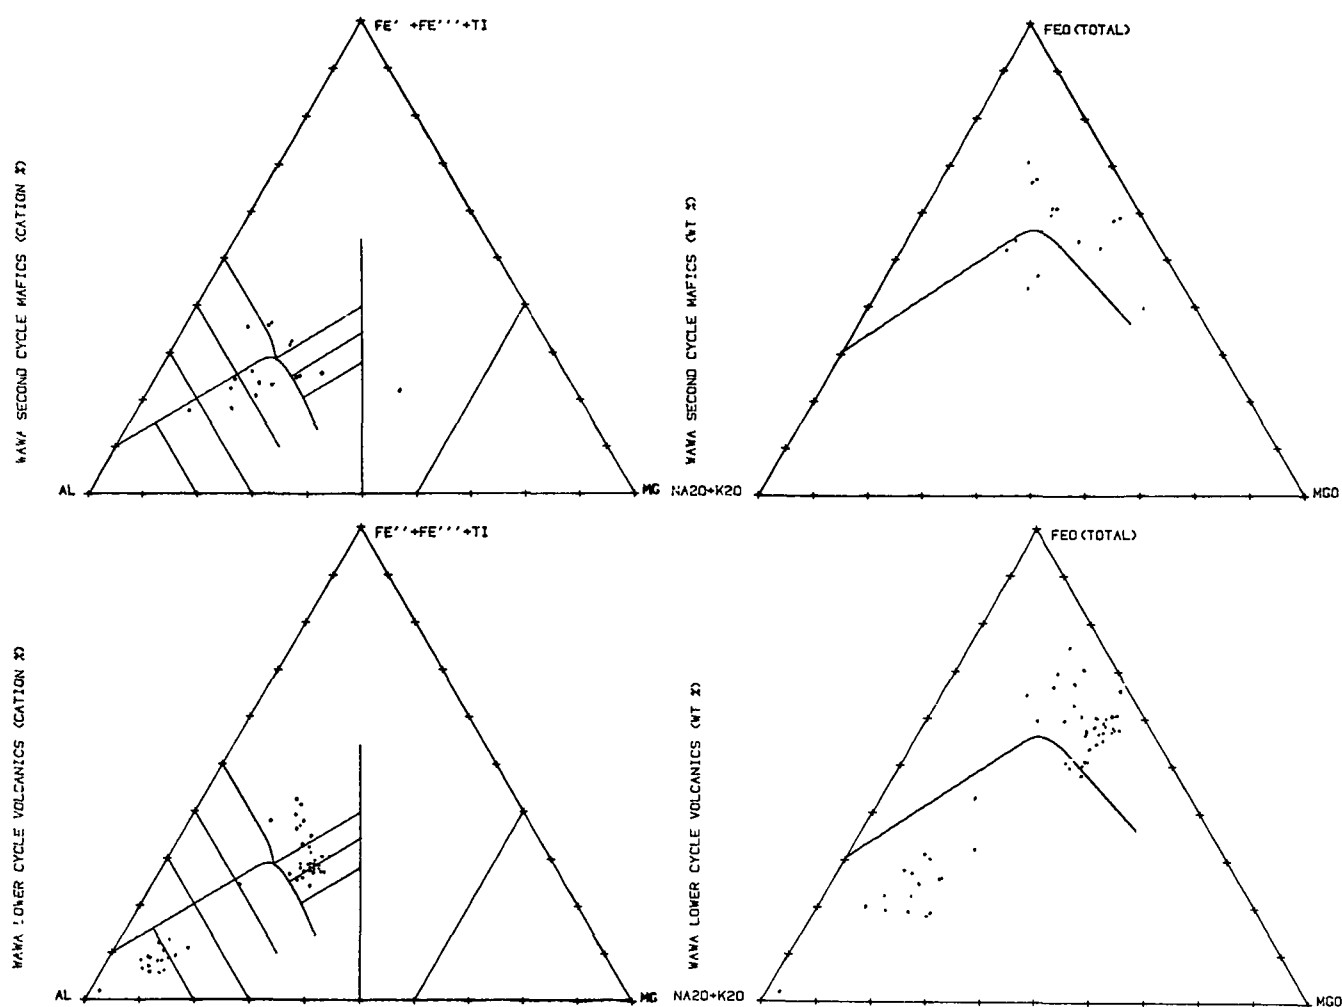 FE' +FE'''+TI
FEO(TOTAL)
WAWA SECOND CYCLE MAFICS (CATION %)
WAWA SECOND CYCLE MAFICS (WT %)
AL
MG
NA2O+K2O
MGO
FE''+FE'''+TI
FEO(TOTAL)
WAWA LOWER CYCLE VOLCANICS (CATION %)
WAWA LOWER CYCLE VOLCANICS (WT %)
AL
MG
NA2O+K2O
MGO